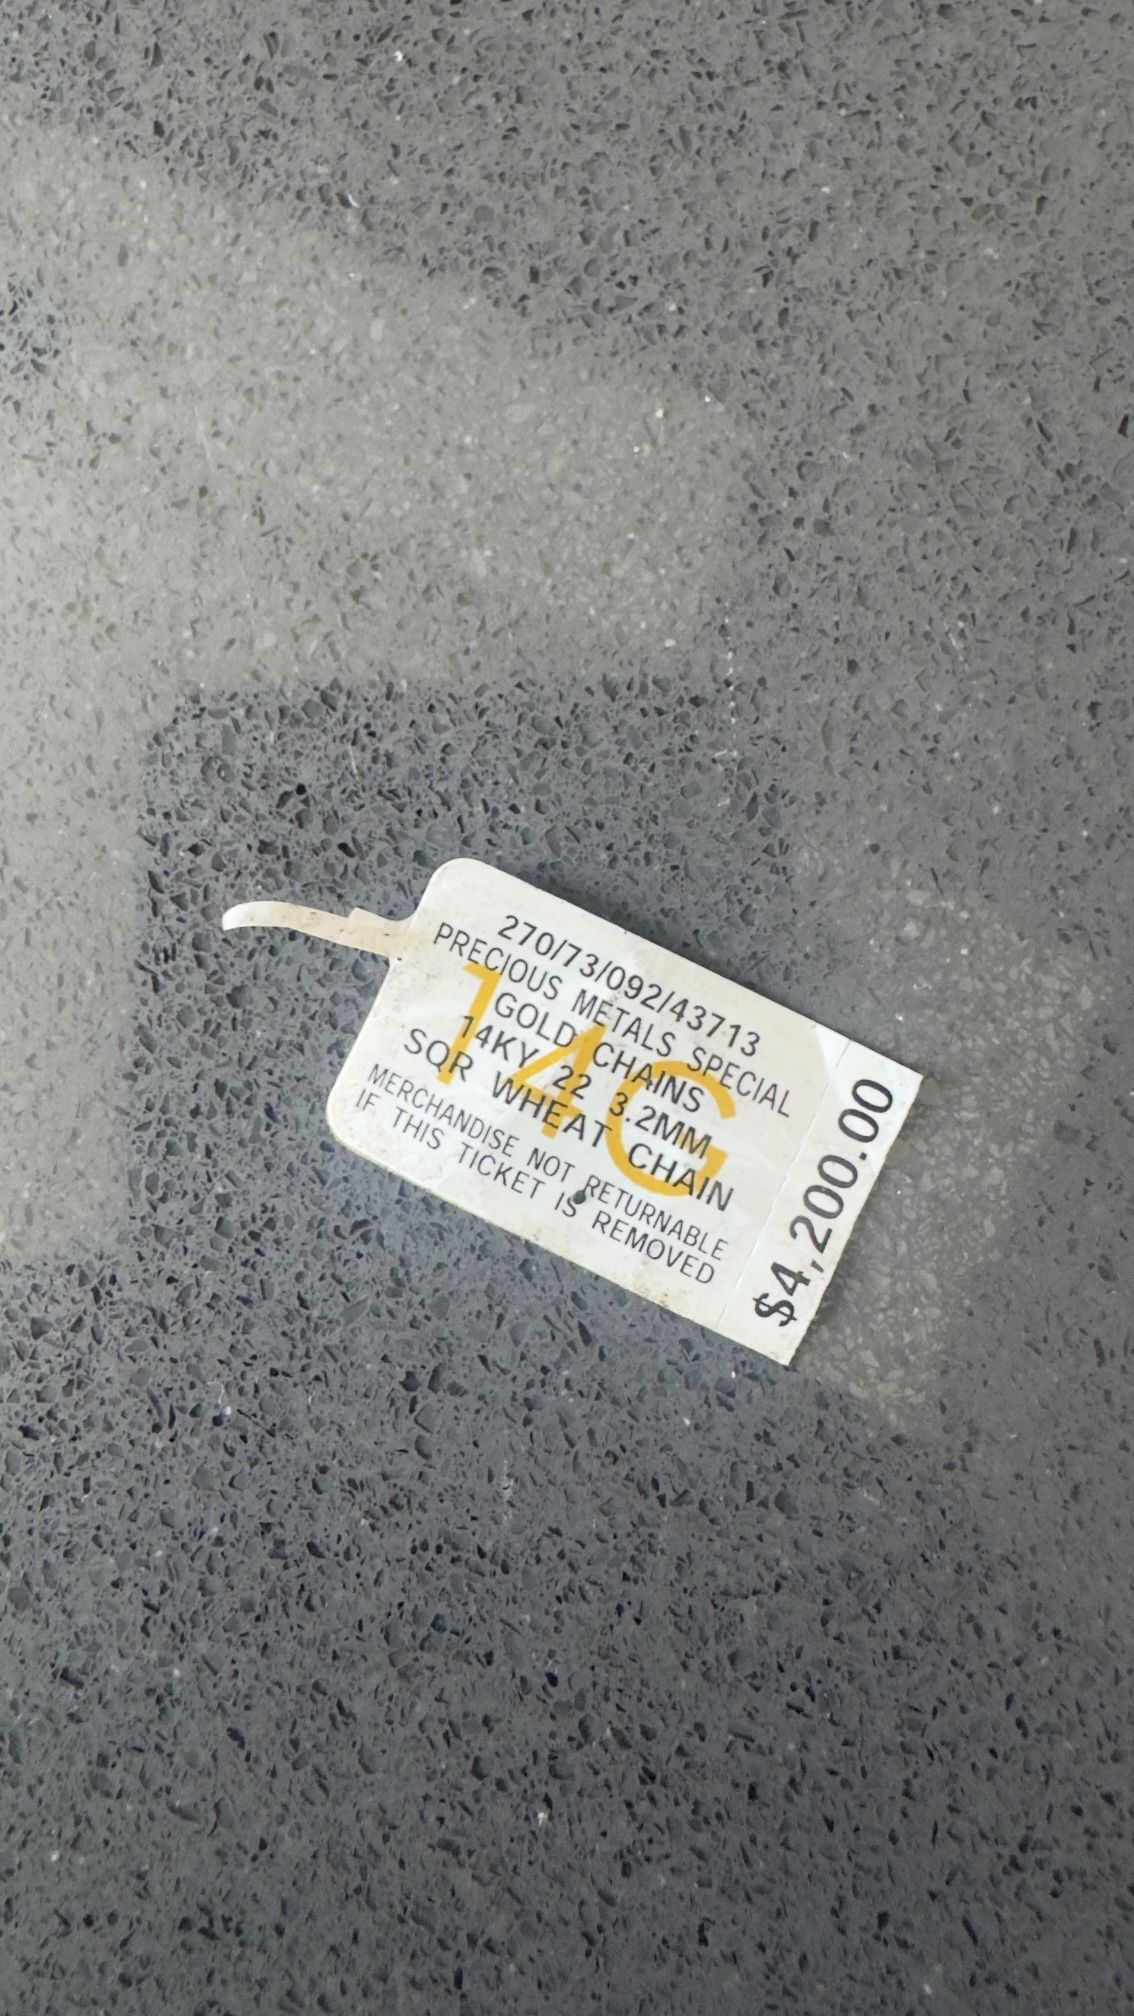 270/73/092/43713
PRECIOUS METALS SPECIAL
GOLD CHAINS
14KY 22 3.2MM
SQR WHEAT CHAIN
MERCHANDISE NOT RETURNABLE
IF THIS TICKET IS REMOVED
14G
$4,200.00